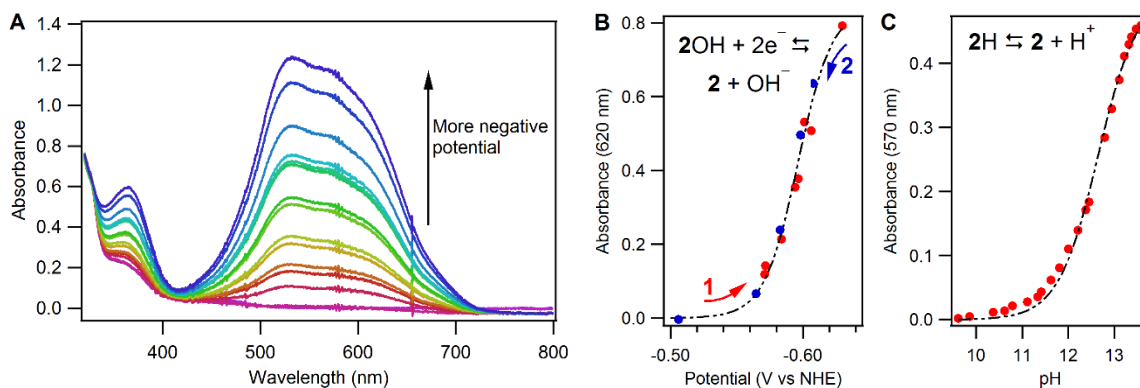 A
1.4
1.2
1.0
0.8
0.6
0.4
0.2
0.0
Absorbance
400
500
600
700
800
Wavelength (nm)
More negative
potential
B
0.80
0.6
0.4
0.2
0.0
Absorbance (620 nm)
2OH + 2e⁻ ⇆
2 + OH⁻
2
1
-0.50
-0.60
Potential (V vs NHE)
C
0.4
0.3
0.2
0.1
0.0
Absorbance (570 nm)
2H ⇆ 2 + H⁺
10
11
12
13
pH